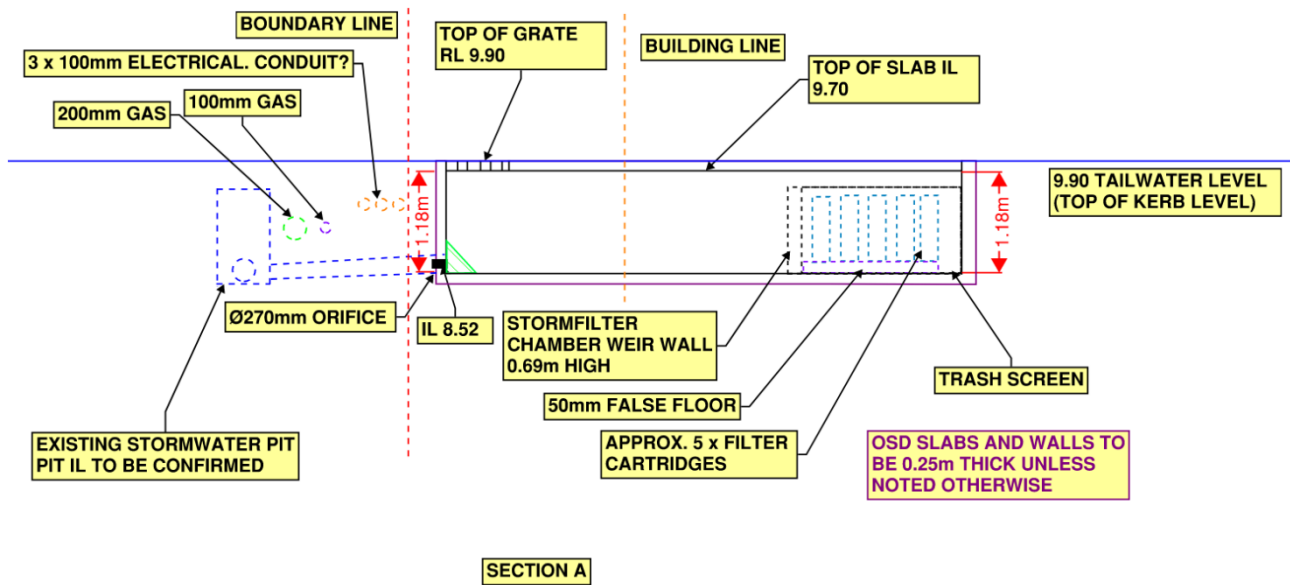 BOUNDARY LINE
TOP OF GRATE
RL 9.90
BUILDING LINE
3 x 100mm ELECTRICAL. CONDUIT?
TOP OF SLAB IL
9.70
100mm GAS
200mm GAS
9.90 TAILWATER LEVEL
(TOP OF KERB LEVEL)
1.18m
1.18m
Ø270mm ORIFICE
IL 8.52
STORMFILTER
CHAMBER WEIR WALL
0.69m HIGH
TRASH SCREEN
50mm FALSE FLOOR
EXISTING STORMWATER PIT
PIT IL TO BE CONFIRMED
APPROX. 5 x FILTER
CARTRIDGES
OSD SLABS AND WALLS TO
BE 0.25m THICK UNLESS
NOTED OTHERWISE
SECTION A